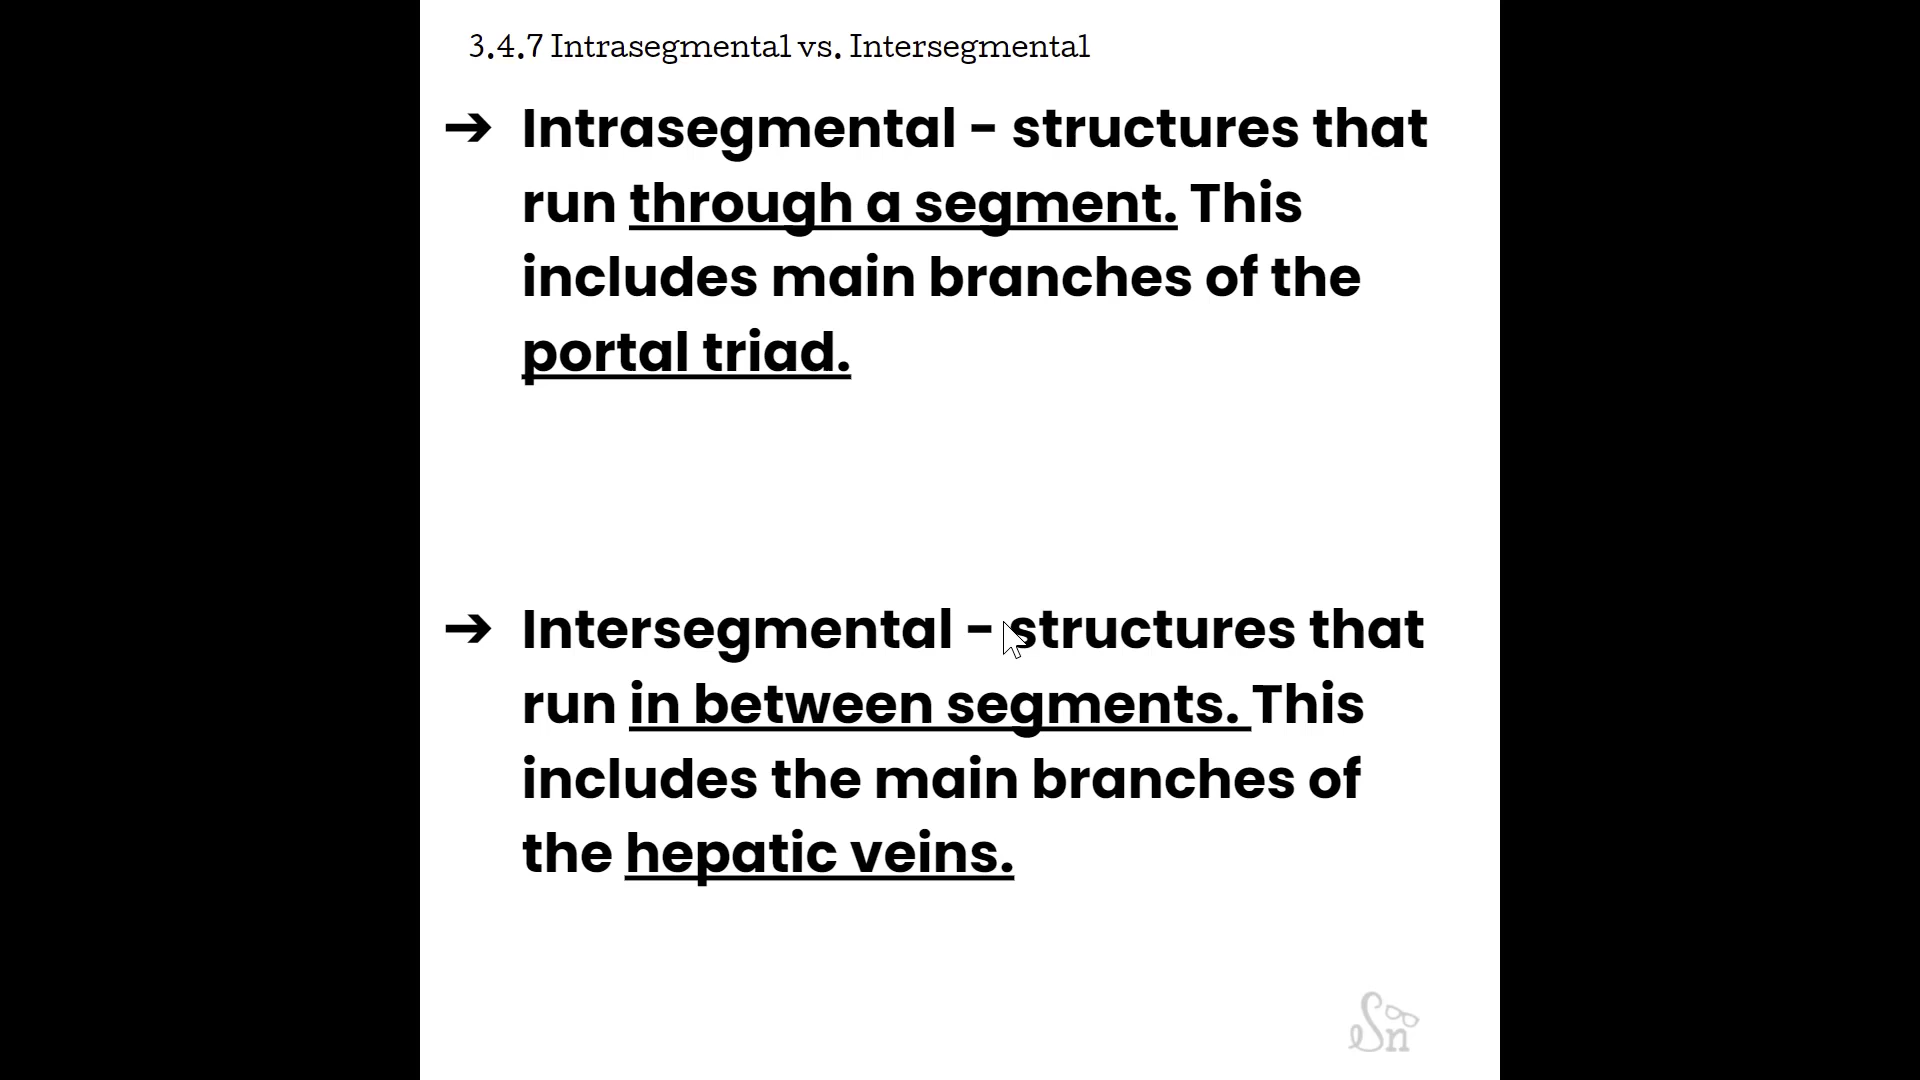 3.4.7 Intrasegmental vs. Intersegmental
➔ Intrasegmental - structures that
run through a segment. This
includes main branches of the
portal triad.
➔ Intersegmental - structures that
run in between segments. This
includes the main branches of
the hepatic veins.
Sn